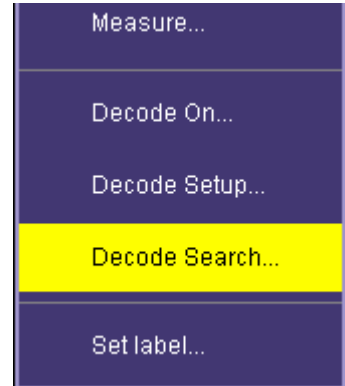 Measure...
Decode On...
Decode Setup...
Decode Search...
Set label...